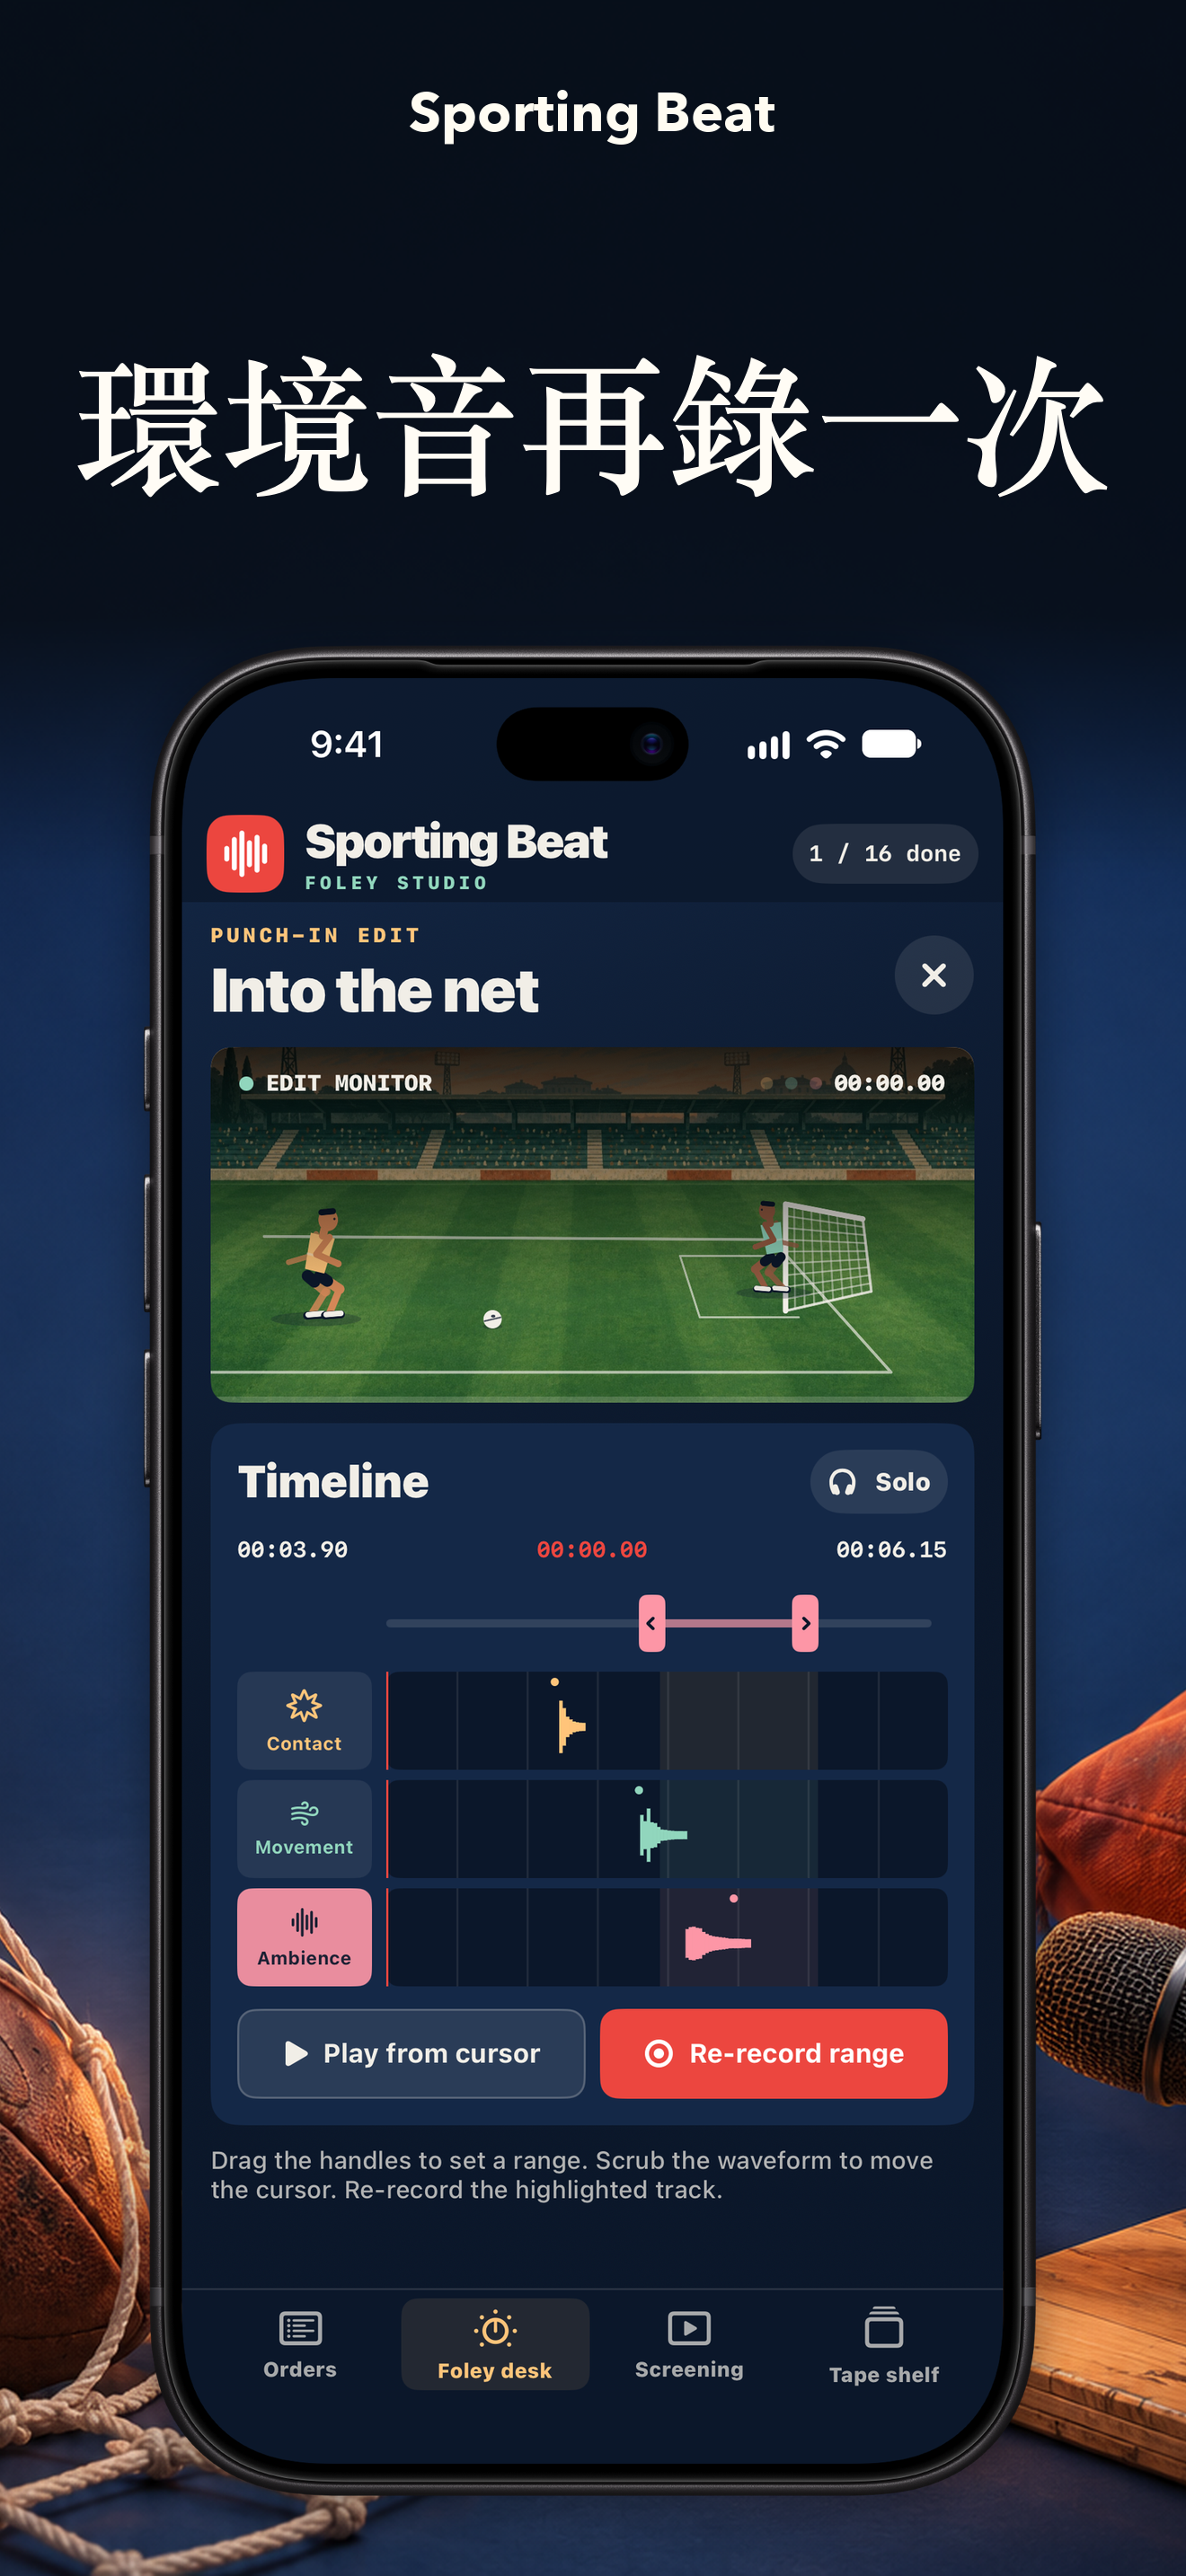 Sporting Beat
環境音再錄一次
9:41
Sporting Beat
FOLEY STUDIO
1 / 16 done
PUNCH-IN EDIT
Into the net
EDIT MONITOR
00:00.00
Timeline
Solo
00:03.90
00:00.00
00:06.15
Contact
Movement
Ambience
Play from cursor
Re-record range
Drag the handles to set a range. Scrub the waveform to move
the cursor. Re-record the highlighted track.
Orders
Foley desk
Screening
Tape shelf